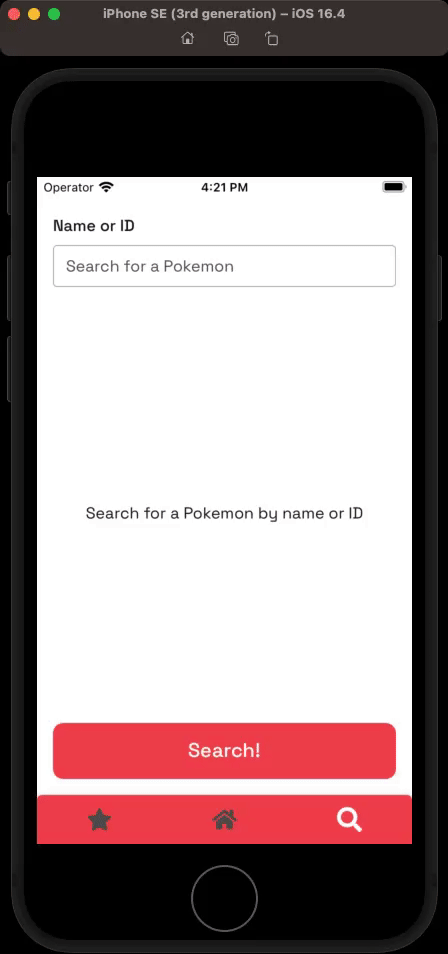 iPhone SE (3rd generation) – iOS 16.4
Operator 4:21 PM
Name or ID
Search for a Pokemon
Search for a Pokemon by name or ID
Search!